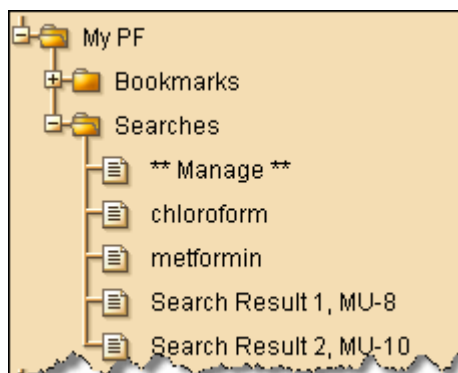 My PF
Bookmarks
Searches
** Manage **
chloroform
metformin
Search Result 1, MU-8
Search Result 2, MU-10